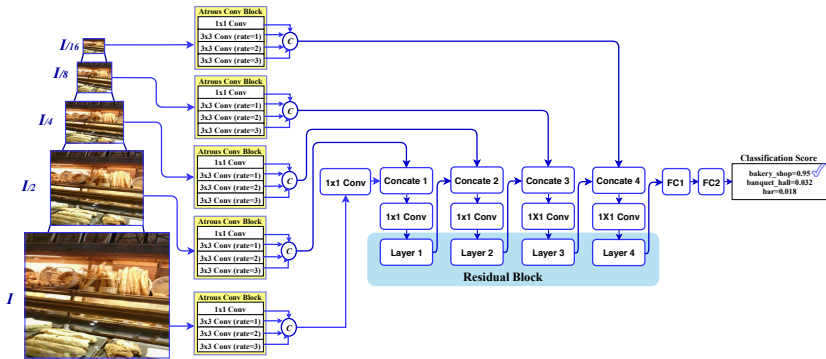 I/16
I/8
I/4
I/2
I
Atrous Conv Block
1x1 Conv
3x3 Conv (rate=1)
3x3 Conv (rate=2)
3x3 Conv (rate=3)
C
Atrous Conv Block
1x1 Conv
3x3 Conv (rate=1)
3x3 Conv (rate=2)
3x3 Conv (rate=3)
C
Atrous Conv Block
1x1 Conv
3x3 Conv (rate=1)
3x3 Conv (rate=2)
3x3 Conv (rate=3)
C
Atrous Conv Block
1x1 Conv
3x3 Conv (rate=1)
3x3 Conv (rate=2)
3x3 Conv (rate=3)
C
Atrous Conv Block
1x1 Conv
3x3 Conv (rate=1)
3x3 Conv (rate=2)
3x3 Conv (rate=3)
C
1x1 Conv
Concate 1
Concate 2
Concate 3
Concate 4
1x1 Conv
1x1 Conv
1X1 Conv
1X1 Conv
Layer 1
Layer 2
Layer 3
Layer 4
Residual Block
FC1
FC2
Classification Score
bakery_shop=0.95
banquet_hall=0.032
bar=0.018